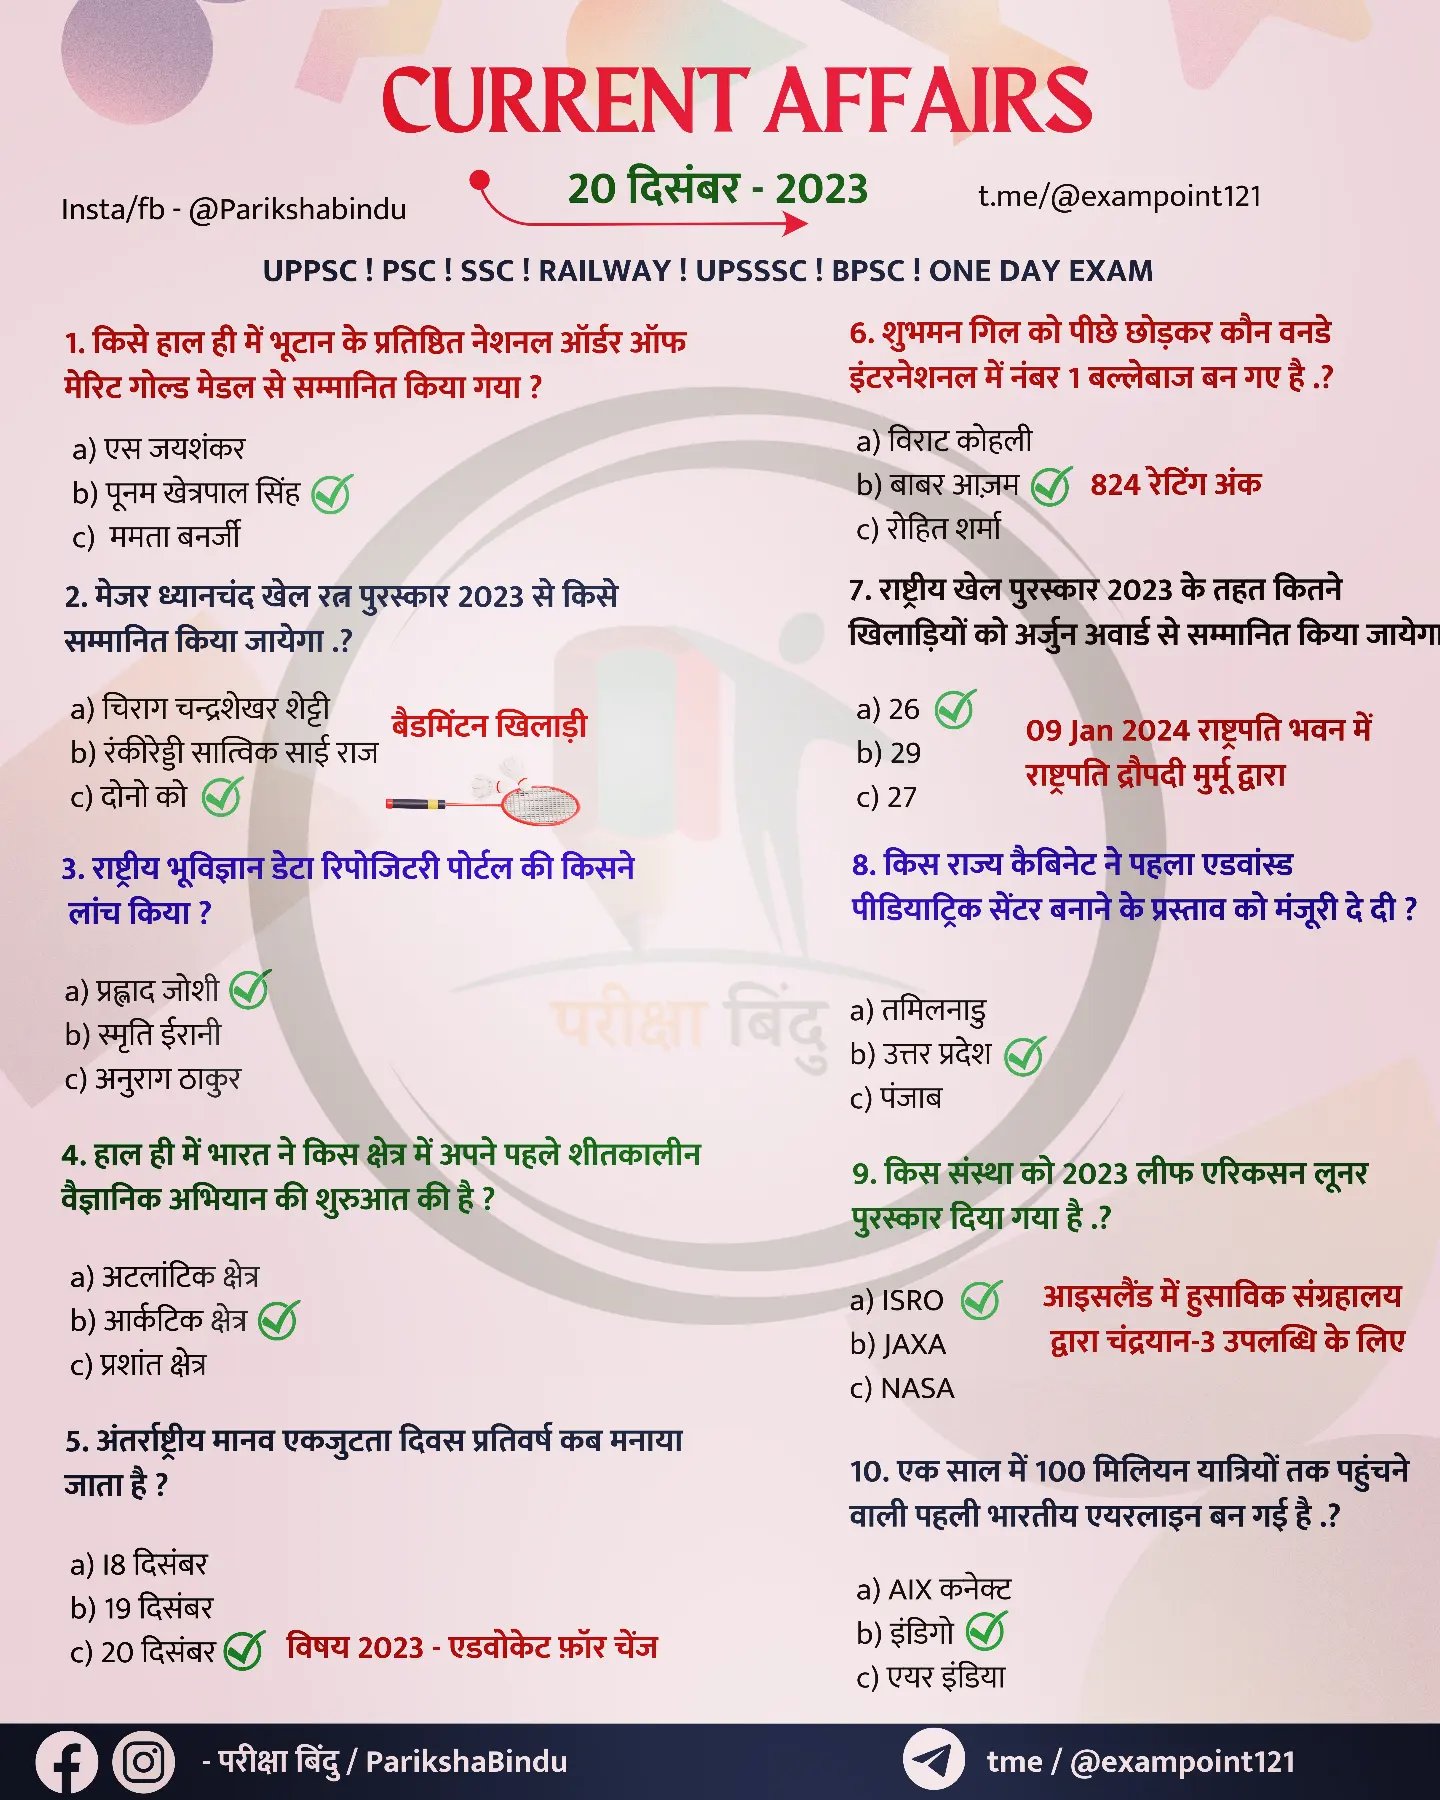 CURRENT AFFAIRS
20 दिसंबर - 2023
Insta/fb - @Parikshabindu
t.me/@exampoint121
UPPSC ! PSC ! SSC ! RAILWAY ! UPSSSC ! BPSC ! ONE DAY EXAM
1. किसे हाल ही में भूटान के प्रतिष्ठित नेशनल ऑर्डर ऑफ
मेरिट गोल्ड मेडल से सम्मानित किया गया ?
a) एस जयशंकर
b) पूनम खेत्रपाल सिंह
c) ममता बनर्जी
2. मेजर ध्यानचंद खेल रत्न पुरस्कार 2023 से किसे
सम्मानित किया जायेगा .?
a) चिराग चन्द्रशेखर शेट्टी
b) रंकीरेड्डी सात्विक साई राज
c) दोनो को
बैडमिंटन खिलाड़ी
3. राष्ट्रीय भूविज्ञान डेटा रिपोजिटरी पोर्टल की किसने
लांच किया ?
a) प्रह्लाद जोशी
b) स्मृति ईरानी
c) अनुराग ठाकुर
4. हाल ही में भारत ने किस क्षेत्र में अपने पहले शीतकालीन
वैज्ञानिक अभियान की शुरुआत की है ?
a) अटलांटिक क्षेत्र
b) आर्कटिक क्षेत्र
c) प्रशांत क्षेत्र
5. अंतर्राष्ट्रीय मानव एकजुटता दिवस प्रतिवर्ष कब मनाया
जाता है ?
a) I8 दिसंबर
b) 19 दिसंबर
c) 20 दिसंबर
विषय 2023 - एडवोकेट फ़ॉर चेंज
6. शुभमन गिल को पीछे छोड़कर कौन वनडे
इंटरनेशनल में नंबर 1 बल्लेबाज बन गए है .?
a) विराट कोहली
b) बाबर आज़म
824 रेटिंग अंक
c) रोहित शर्मा
7. राष्ट्रीय खेल पुरस्कार 2023 के तहत कितने
खिलाड़ियों को अर्जुन अवार्ड से सम्मानित किया जायेगा
a) 26
b) 29
c) 27
09 Jan 2024 राष्ट्रपति भवन में
राष्ट्रपति द्रौपदी मुर्मू द्वारा
8. किस राज्य कैबिनेट ने पहला एडवांस्ड
पीडियाट्रिक सेंटर बनाने के प्रस्ताव को मंजूरी दे दी ?
a) तमिलनाडु
b) उत्तर प्रदेश
c) पंजाब
9. किस संस्था को 2023 लीफ एरिकसन लूनर
पुरस्कार दिया गया है .?
a) ISRO
b) JAXA
c) NASA
आइसलैंड में हुसाविक संग्रहालय
द्वारा चंद्रयान-3 उपलब्धि के लिए
10. एक साल में 100 मिलियन यात्रियों तक पहुंचने
वाली पहली भारतीय एयरलाइन बन गई है .?
a) AIX कनेक्ट
b) इंडिगो
c) एयर इंडिया
परीक्षा बिंदु
- परीक्षा बिंदु / ParikshaBindu
tme / @exampoint121